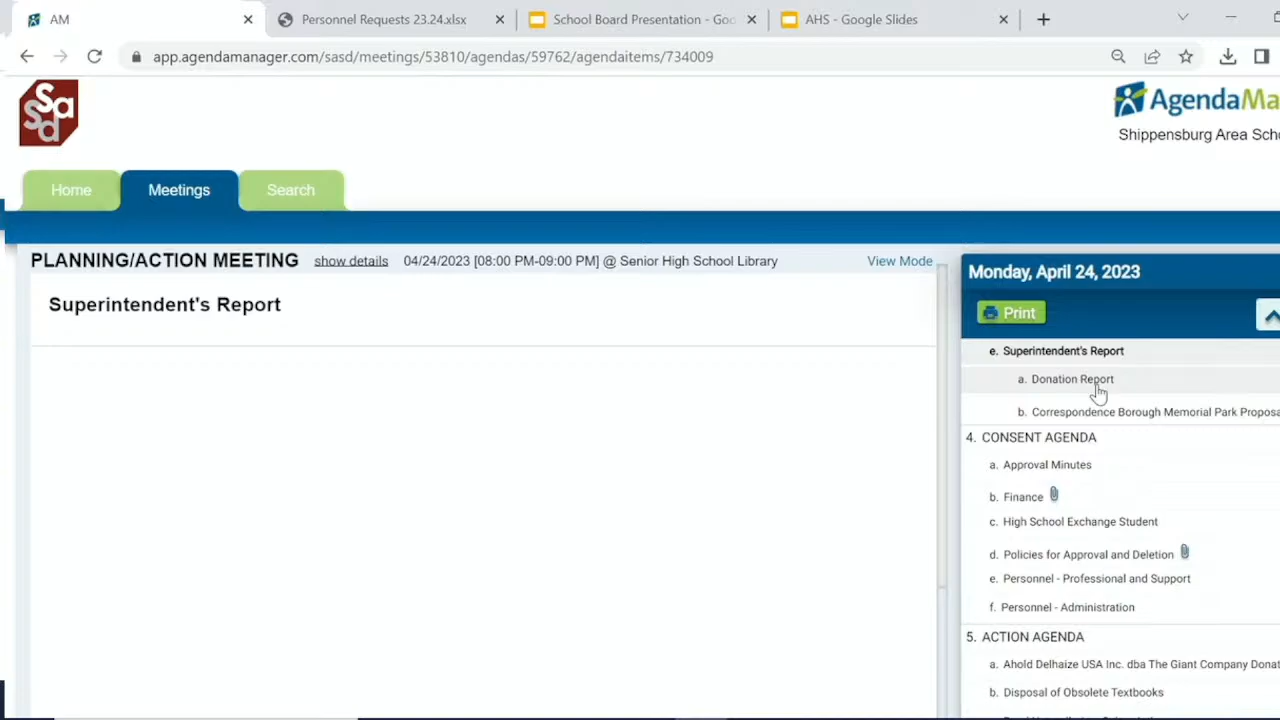 AM
Personnel Requests 23.24.xlsx
School Board Presentation - Goo
AHS - Google Slides
app.agendamanager.com/sasd/meetings/53810/agendas/59762/agendaitems/734009
Sa
Sd
AgendaMa
Shippensburg Area Scho
Home
Meetings
Search
PLANNING/ACTION MEETING show details 04/24/2023 [08:00 PM-09:00 PM] @ Senior High School Library View Mode
Superintendent's Report
Monday, April 24, 2023
Print
e. Superintendent's Report
a. Donation Report
b. Correspondence Borough Memorial Park Proposa
4. CONSENT AGENDA
a. Approval Minutes
b. Finance
c. High School Exchange Student
d. Policies for Approval and Deletion
e. Personnel - Professional and Support
f. Personnel - Administration
5. ACTION AGENDA
a. Ahold Delhaize USA Inc. dba The Giant Company Donat
b. Disposal of Obsolete Textbooks